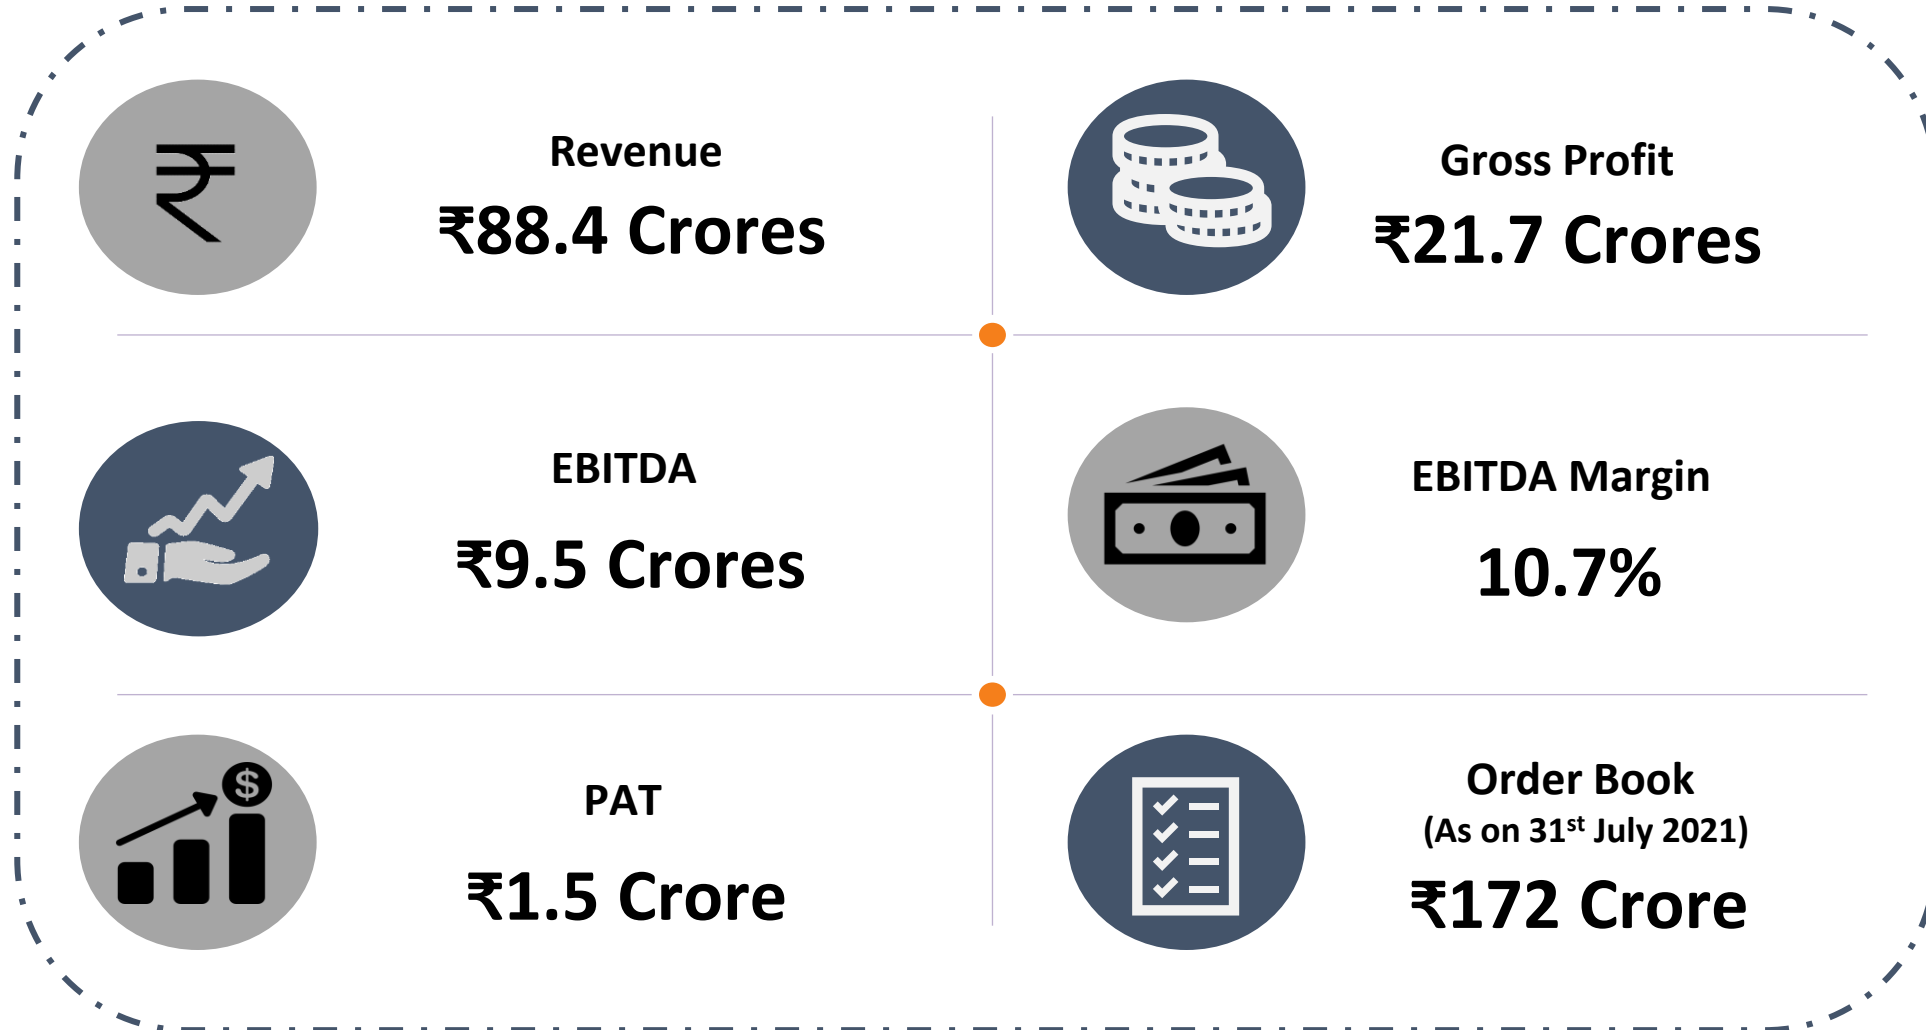 ₹
Revenue
₹88.4 Crores
Gross Profit
₹21.7 Crores
EBITDA
₹9.5 Crores
EBITDA Margin
10.7%
$
PAT
₹1.5 Crore
Order Book
(As on 31st July 2021)
₹172 Crore